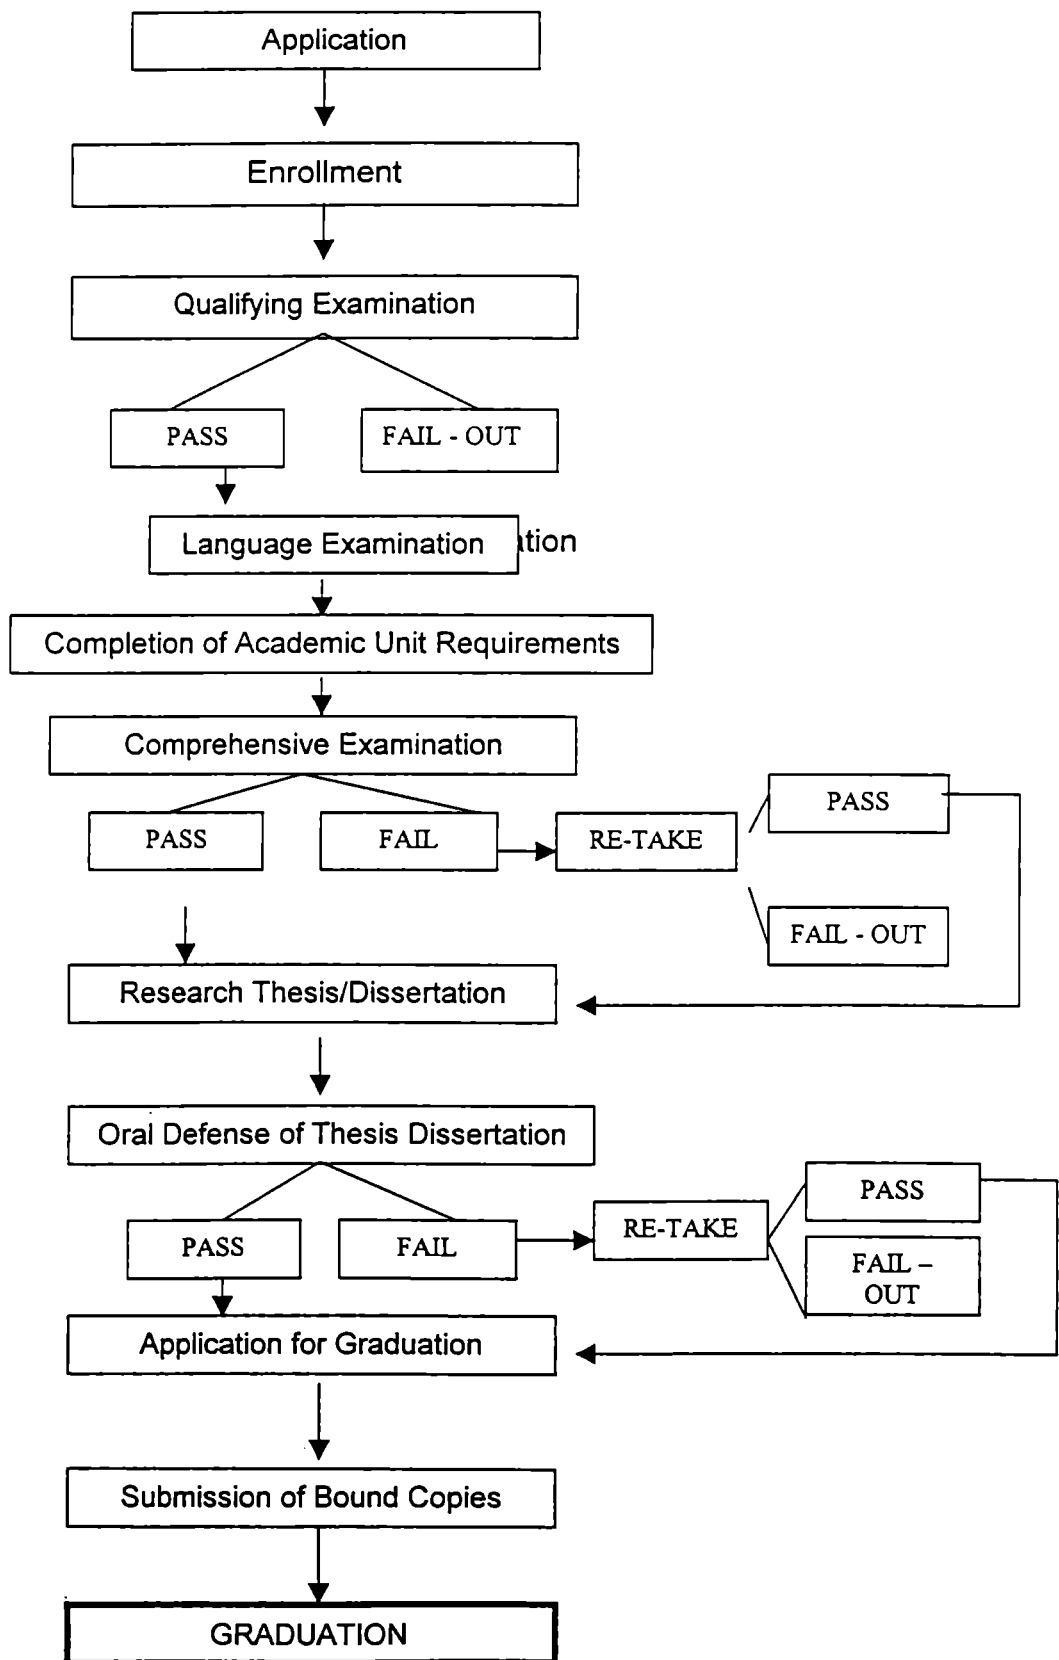 Application
Enrollment
Qualifying Examination
PASS
FAIL - OUT
Language Examination
Completion of Academic Unit Requirements
Comprehensive Examination
PASS
FAIL
RE-TAKE
PASS
FAIL - OUT
Research Thesis/Dissertation
Oral Defense of Thesis Dissertation
PASS
FAIL
RE-TAKE
PASS
FAIL –
OUT
Application for Graduation
Submission of Bound Copies
GRADUATION